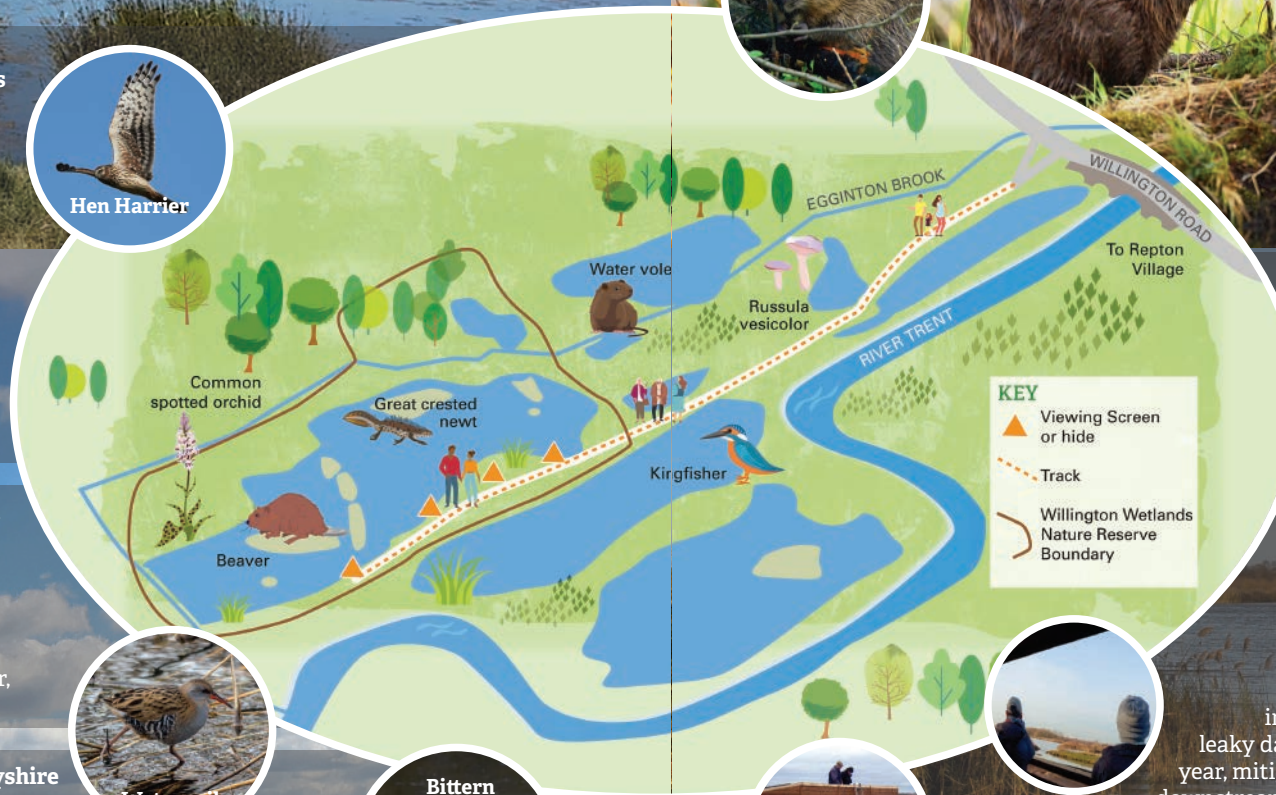 s
Hen Harrier
EGGINTON BROOK
WILLINGTON ROAD
To Repton
Village
Water vole
Russula
vesicolor
RIVER TRENT
Common
spotted orchid
Great crested
newt
Kingfisher
Beaver
KEY
Viewing Screen
or hide
Track
Willington Wetlands
Nature Reserve
Boundary
r,
yshire
Bittern
leaky da
year, miti